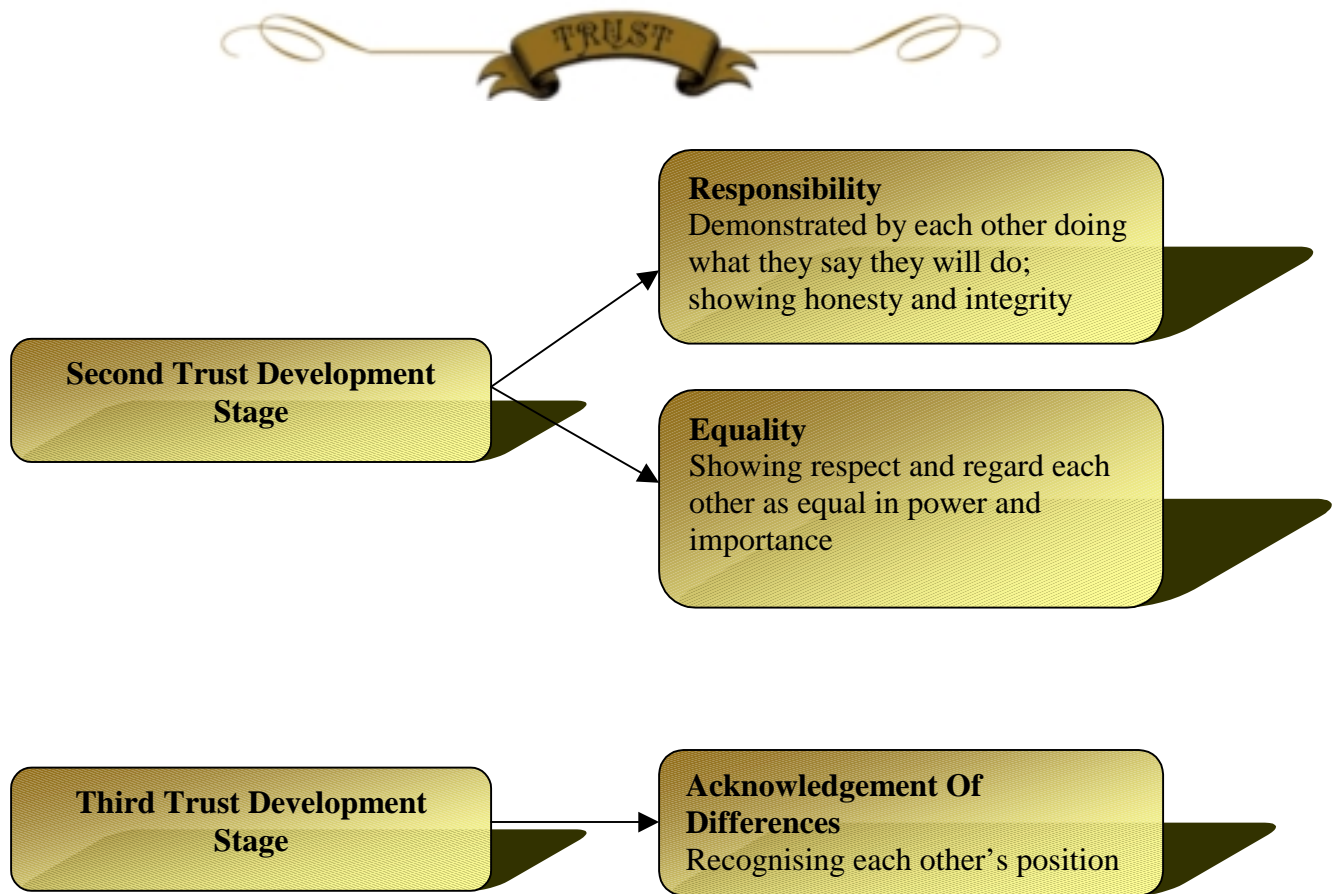 TRUST
Responsibility
Demonstrated by each other doing
what they say they will do;
showing honesty and integrity
Second Trust Development
Stage
Equality
Showing respect and regard each
other as equal in power and
importance
Third Trust Development
Stage
Acknowledgement Of
Differences
Recognising each other’s position